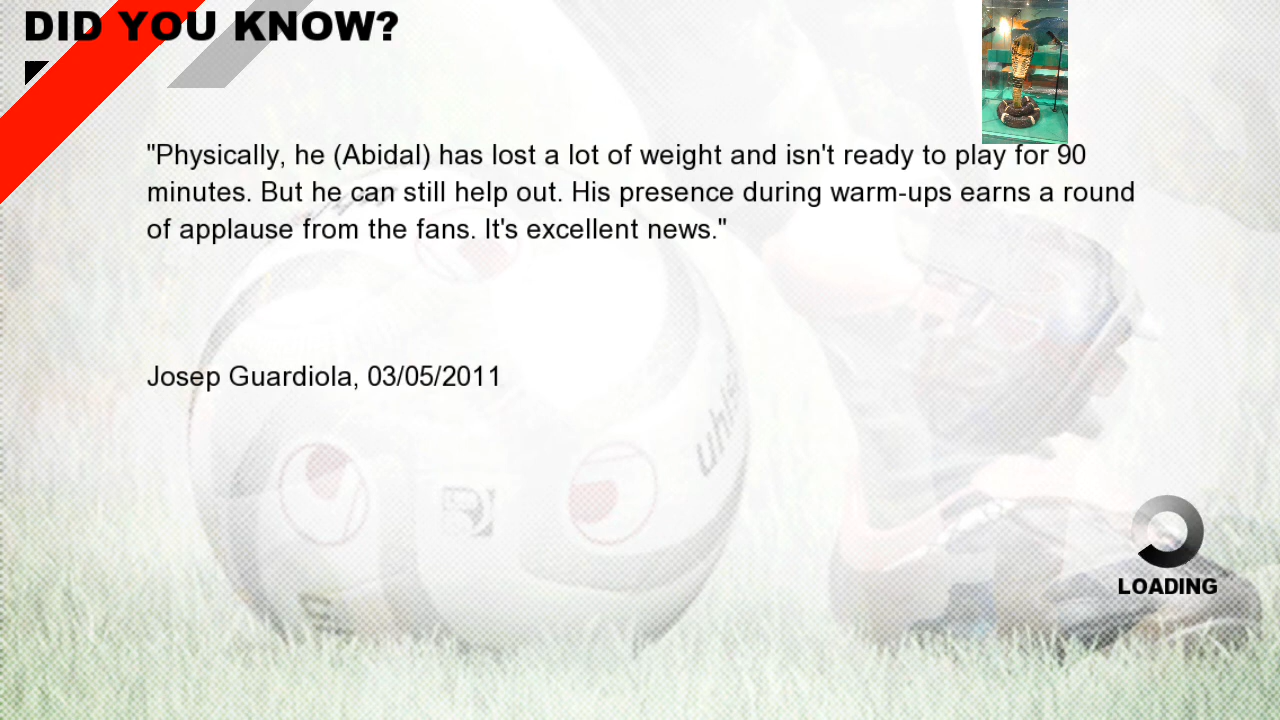 DID YOU KNOW?
"Physically, he (Abidal) has lost a lot of weight and isn't ready to play for 90
minutes. But he can still help out. His presence during warm-ups earns a round
of applause from the fans. It's excellent news."
Josep Guardiola, 03/05/2011
LOADING